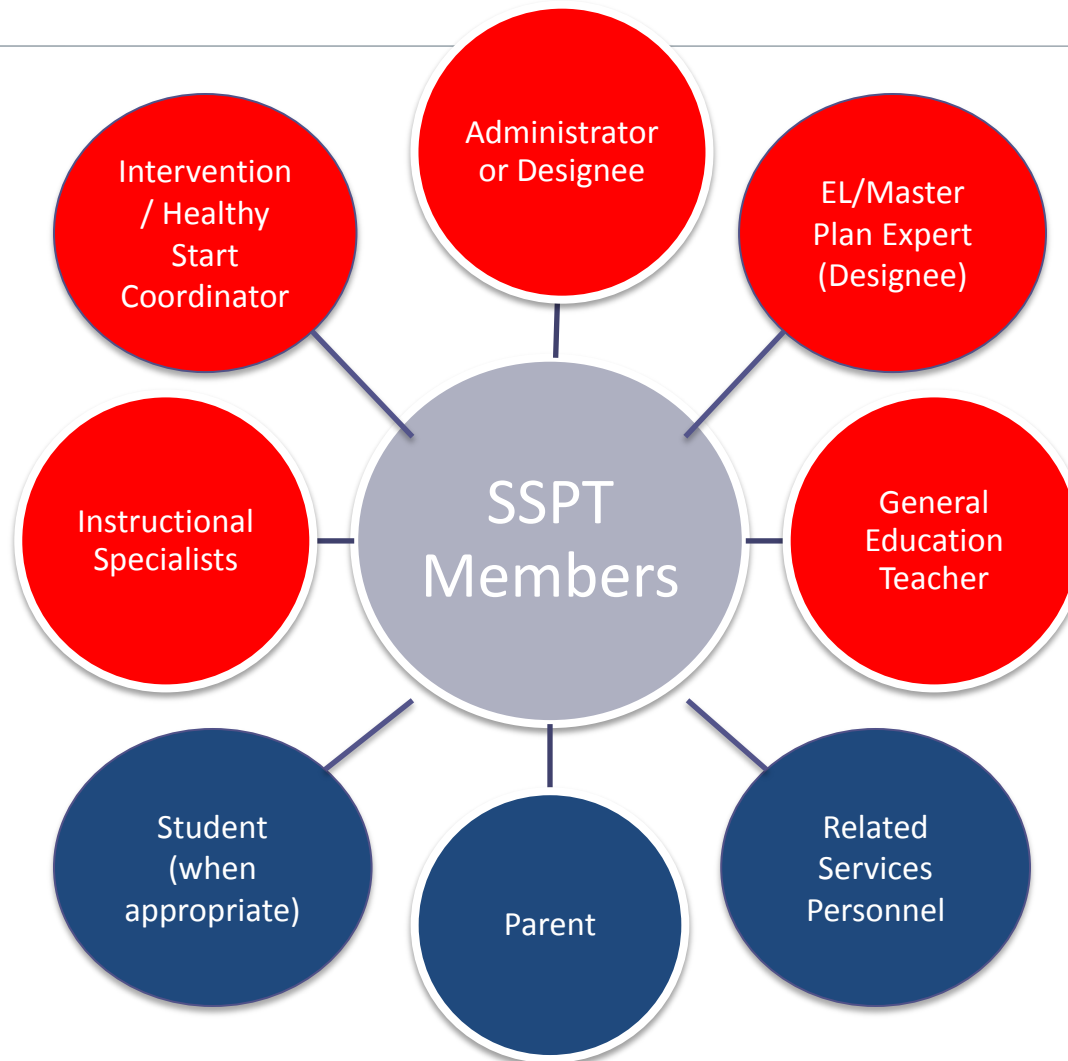 Administrator
or Designee
Intervention
/ Healthy
Start
Coordinator
EL/Master
Plan Expert
(Designee)
Instructional
Specialists
SSPT
Members
General
Education
Teacher
Student
(when
appropriate)
Parent
Related
Services
Personnel